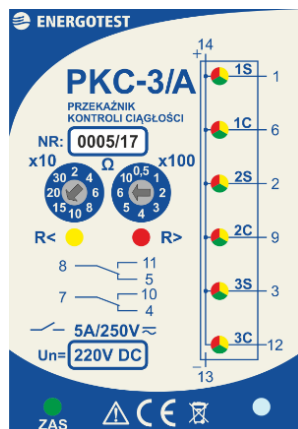 ENERGOTEST
PKC-3/A
PRZEKAŹNIK
KONTROLI CIĄGŁOŚCI
NR: 0005/17
x10 Ω x100
30 2 4
20 6
15 10 8
10 0,5 1
6 2
5 4 3
R< R>
8 11
5
7 10
4
5A/250V
Un= 220V DC
ZAS
14
+
1S 1
1C 6
2S 2
2C 9
3S 3
3C 12
–
13
CE